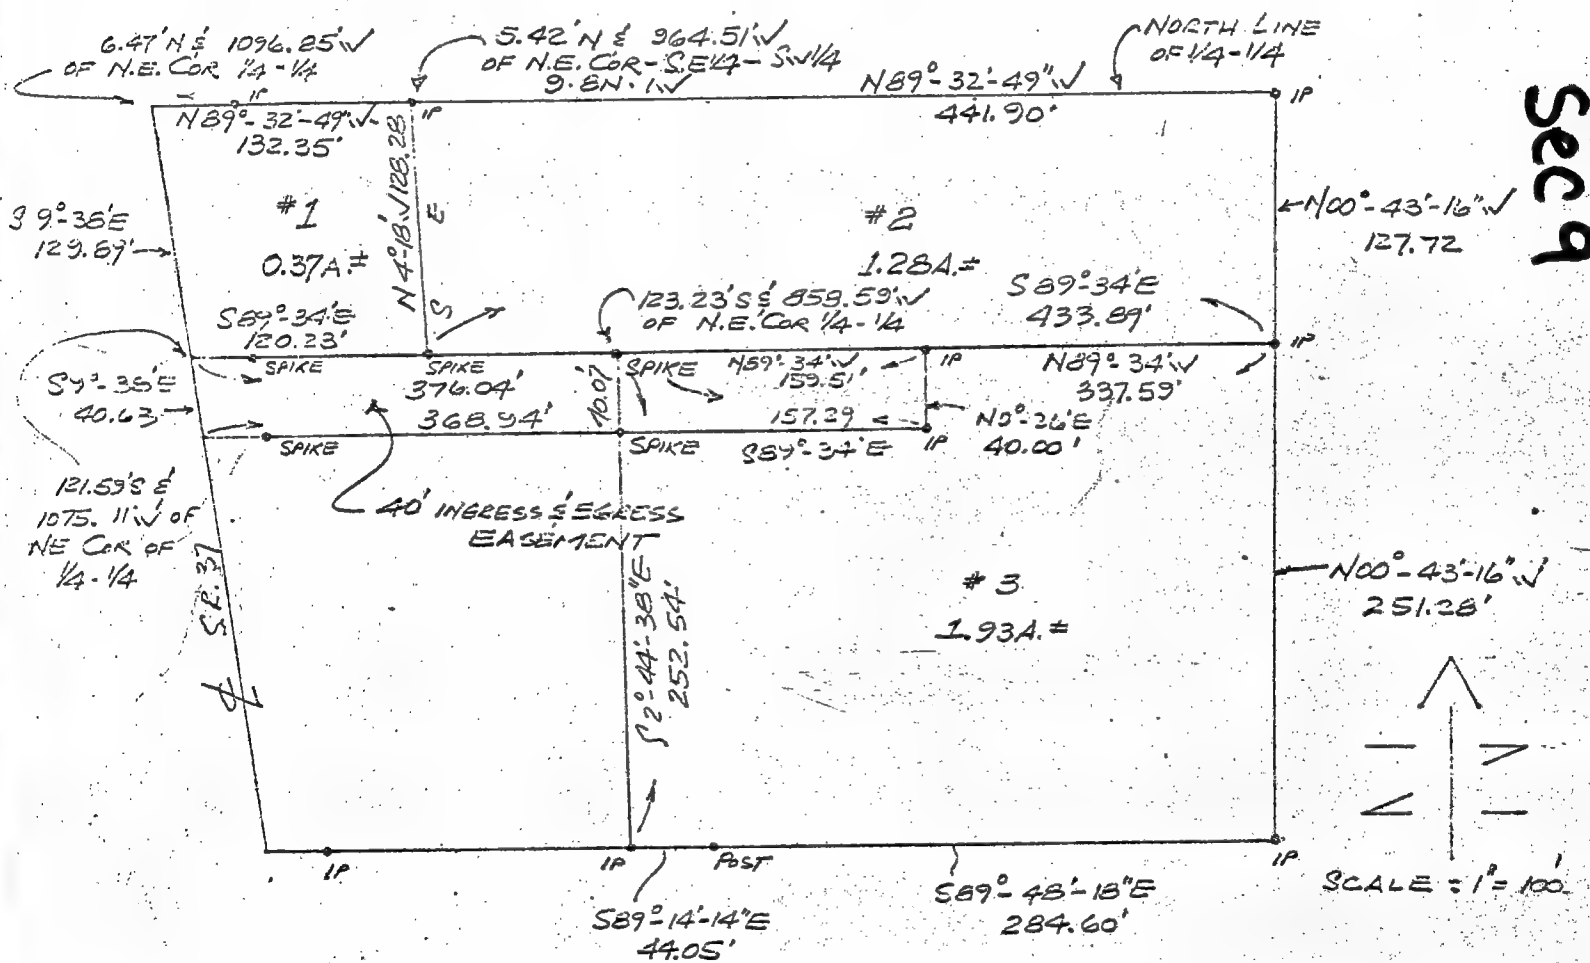 6.47'N & 1096.25'W
OF N.E. COR 1/4-1/4
5.42'N & 964.51'W
OF N.E. COR - S.E 1/4 - SW 1/4
9.8N. .1W
NORTH LINE
OF 1/4-1/4
IP
N89°-32'-49"W
132.35'
IP
N89°-32'-49"W
441.90'
IP
Sec 9
S 9°-38'E
129.89'
#1
0.37A.±
N4°-18'W 128.28
S E
#2
1.28A.±
N00°-43'-16"W
127.72
S89°-34'E
120.23'
123.23'S & 859.59'W
OF N.E. COR 1/4-1/4
S89°-34'E
433.89'
SPIKE
SPIKE
SPIKE
N89°-34'W
159.51'
IP
N89°-34'W
337.59'
IP
S9°-38'E
40.63
376.04'
368.94'
40.07'
157.29
S89°-34'E
N0°-26'E
40.00'
SPIKE
SPIKE
IP
121.59'S &
1075.11'W OF
NE COR OF
1/4-1/4
40' INGRESS & EGRESS
EASEMENT
S.R. 37
S2°-44'-38"E
252.54'
#3
1.93A.±
N00°-43'-16"W
251.28'
N
IP
IP
POST
IP
SCALE : 1"= 100'
S89°-14'-14"E
44.05'
S89°-48'-18"E
284.60'